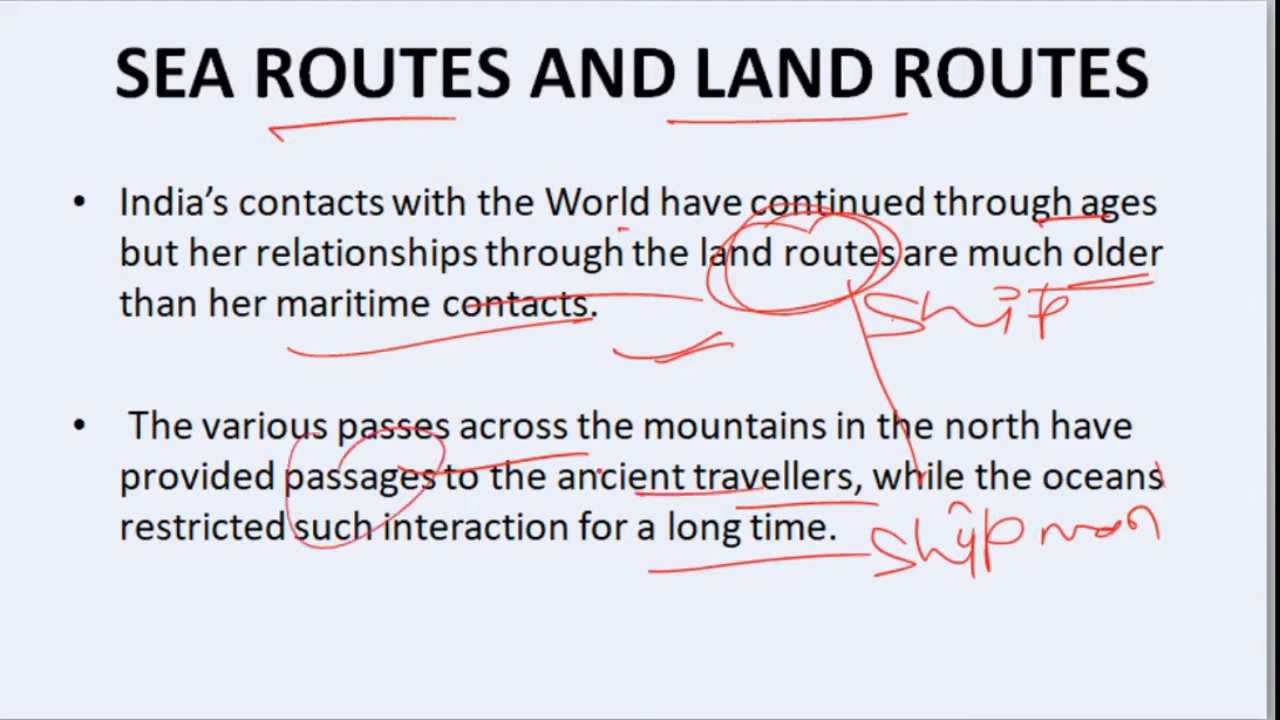 SEA ROUTES AND LAND ROUTES
• India’s contacts with the World have continued through ages
but her relationships through the land routes are much older
than her maritime contacts.
Ship
• The various passes across the mountains in the north have
provided passages to the ancient travellers, while the oceans
restricted such interaction for a long time.